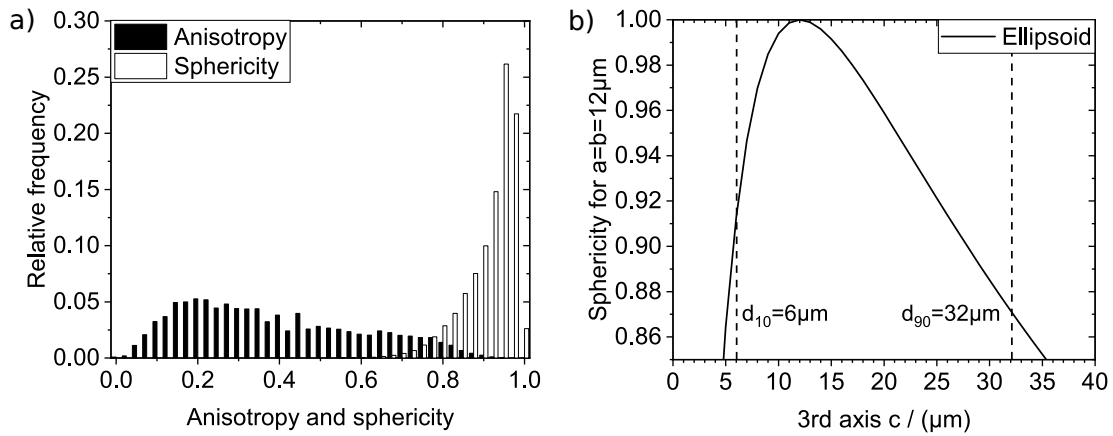 a)
Anisotropy
Sphericity
0.30
0.25
0.20
0.15
0.10
0.05
0.00
Relative frequency
0.0 0.2 0.4 0.6 0.8 1.0
Anisotropy and sphericity
b)
Ellipsoid
1.00
0.98
0.96
0.94
0.92
0.90
0.88
0.86
Sphericity for a=b=12µm
d₁₀=6µm d₉₀=32µm
0 5 10 15 20 25 30 35 40
3rd axis c / (µm)